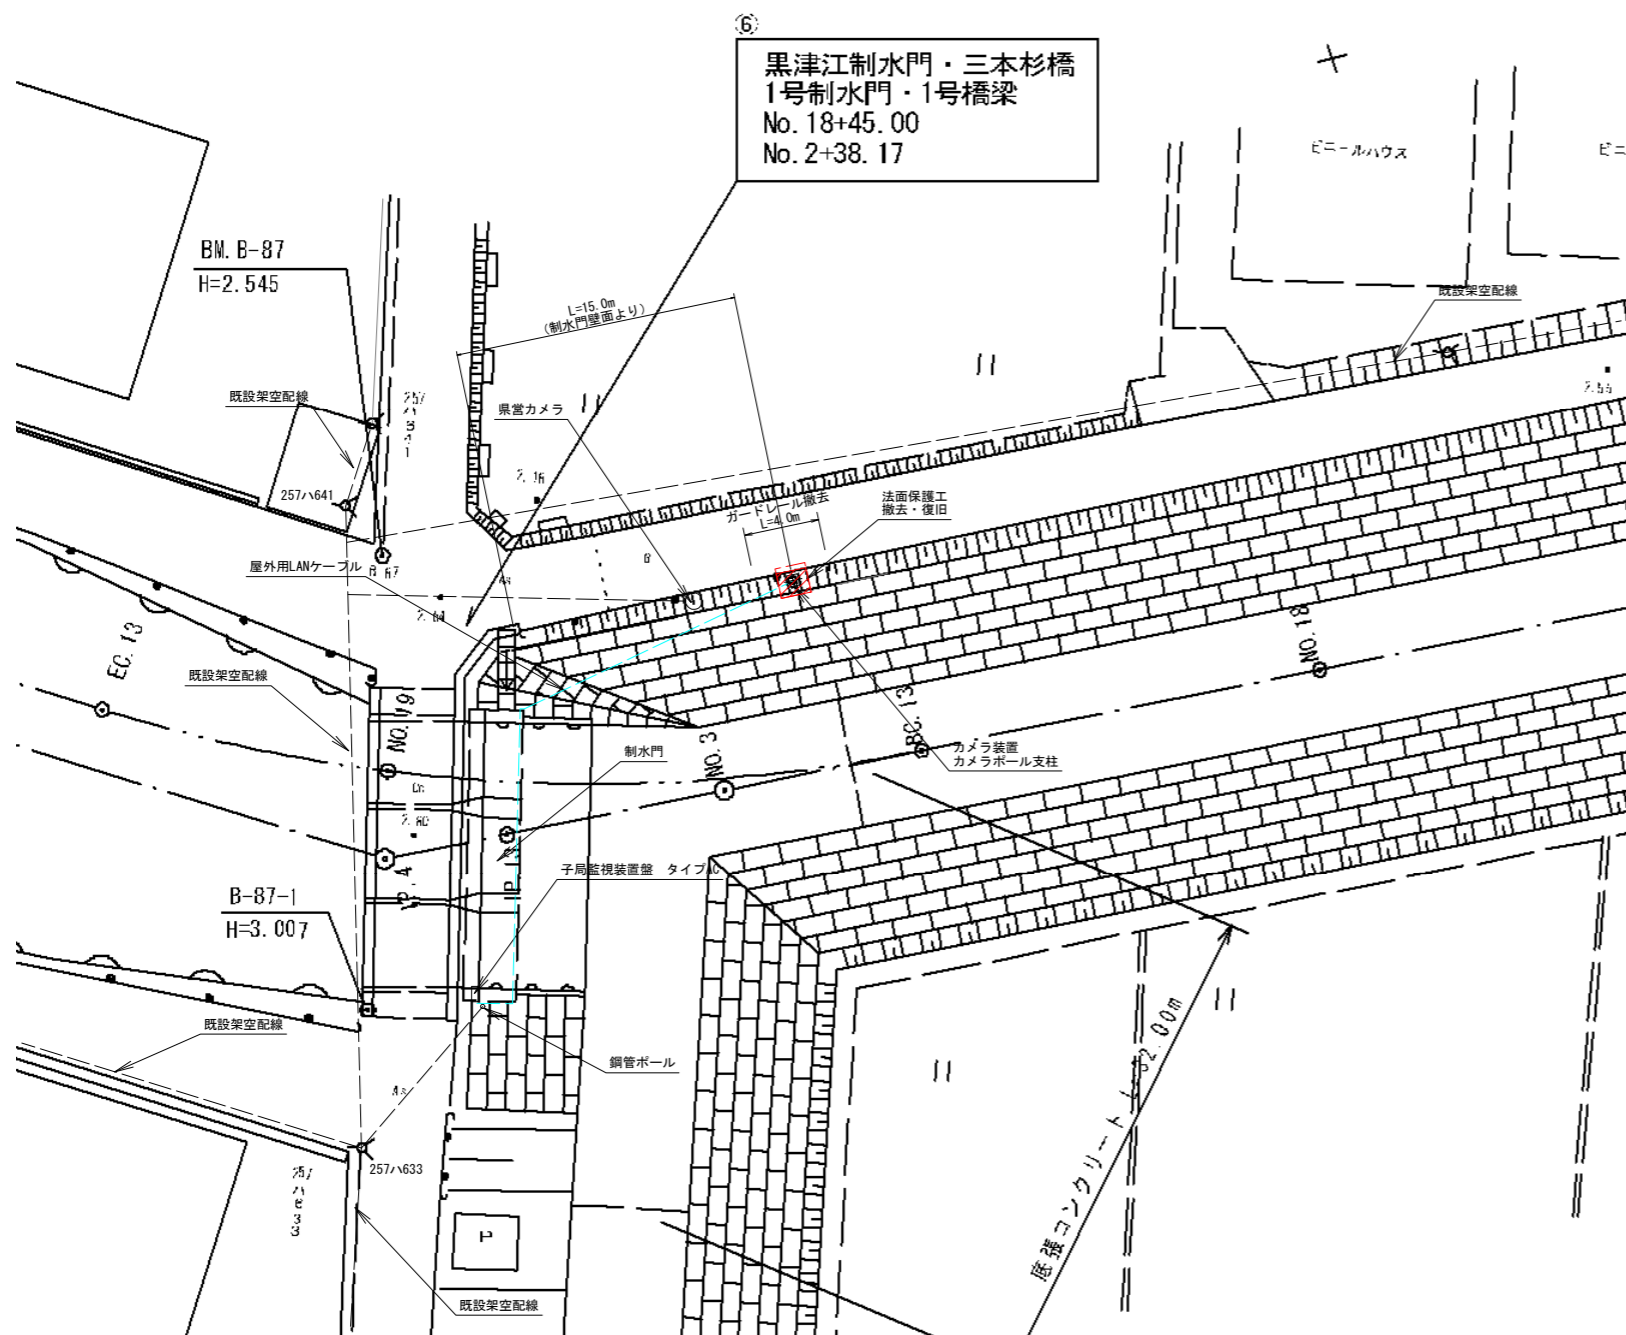 ⑥
黒津江制水門・三本杉橋
1号制水門・1号橋梁
No.18+45.00
No.2+38.17
ビニールハウス
BM.B-87
H=2.545
L=15.0m
(制水門壁面より)
既設架空配線
既設架空配線
県営カメラ
257ハ641
ガードレール撤去
L=4.0m
法面保護工
撤去・復旧
屋外用LANケーブル
EC.13
既設架空配線
NO.19
NO.18
BC.13
NO.3
制水門
カメラ装置
カメラポール支柱
子局監視装置盤 タイプAC
B-87-1
H=3.007
既設架空配線
鋼管ポール
257ハ633
P
既設架空配線